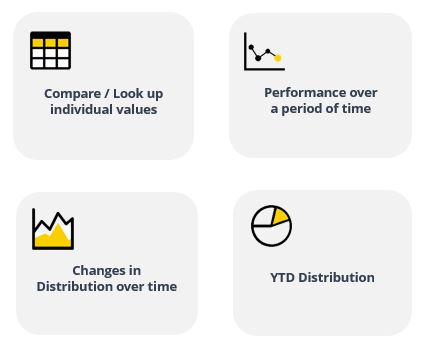 Compare / Look up
individual values
Performance over
a period of time
Changes in
Distribution over time
YTD Distribution